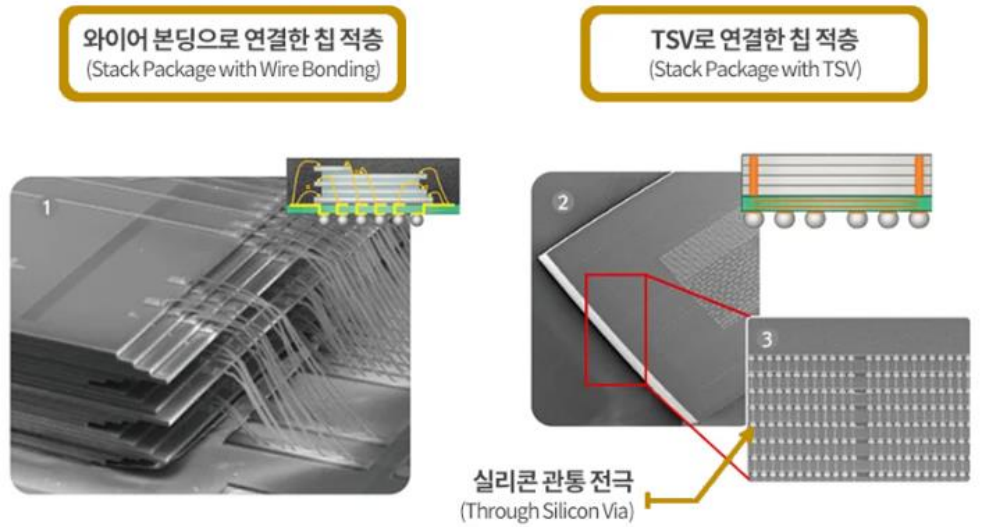 와이어 본딩으로 연결한 칩 적층
(Stack Package with Wire Bonding)
TSV로 연결한 칩 적층
(Stack Package with TSV)
1
2
3
실리콘 관통 전극
(Through Silicon Via)